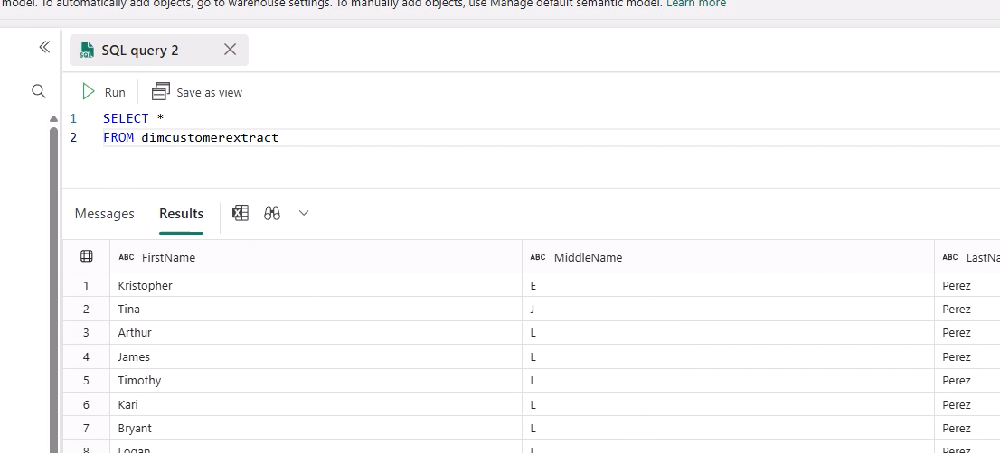 model. To automatically add objects, go to warehouse settings. To manually add objects, use Manage default semantic model. Learn more
SQL query 2
Run Save as view
1 SELECT *
2 FROM dimcustomerextract
Messages Results
ABC FirstName ABC MiddleName ABC LastNa
1 Kristopher E Perez
2 Tina J Perez
3 Arthur L Perez
4 James L Perez
5 Timothy L Perez
6 Kari L Perez
7 Bryant L Perez
8 Logan L Perez